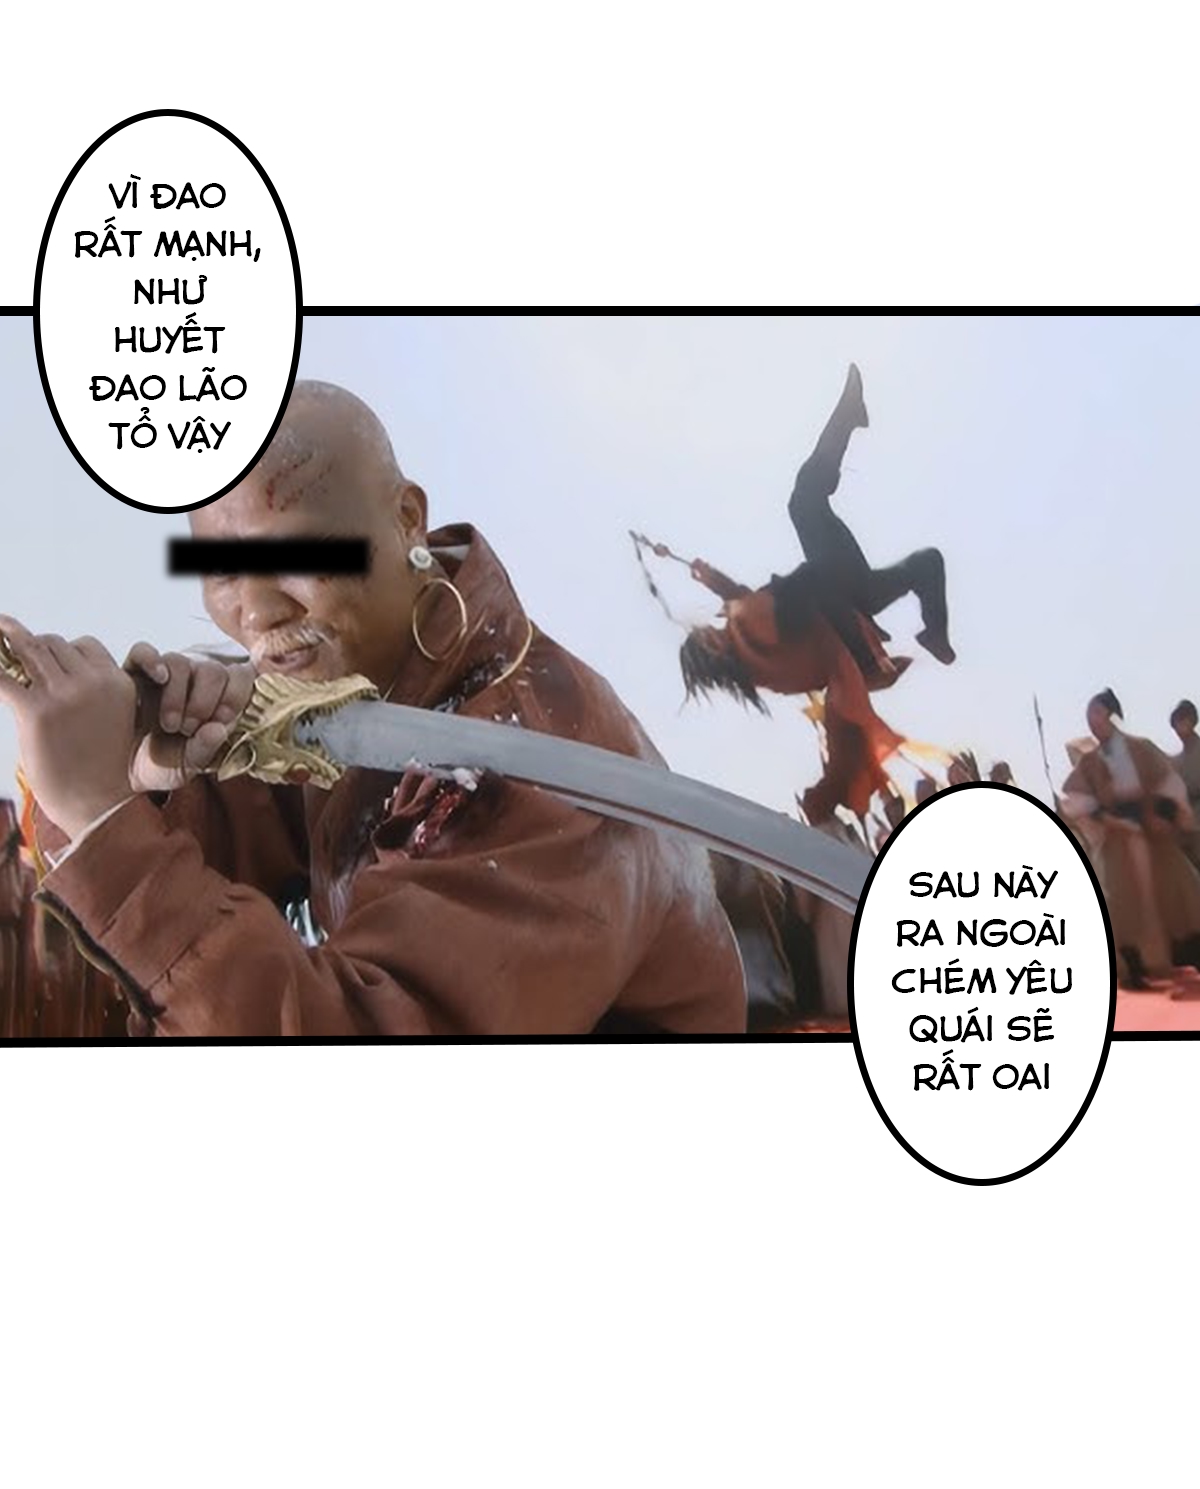 VÌ ĐAO
RẤT MẠNH,
NHƯ
HUYẾT
ĐAO LÃO
TỔ VẬY
SAU NÀY
RA NGOÀI
CHÉM YÊU
QUÁI SẼ
RẤT OAI